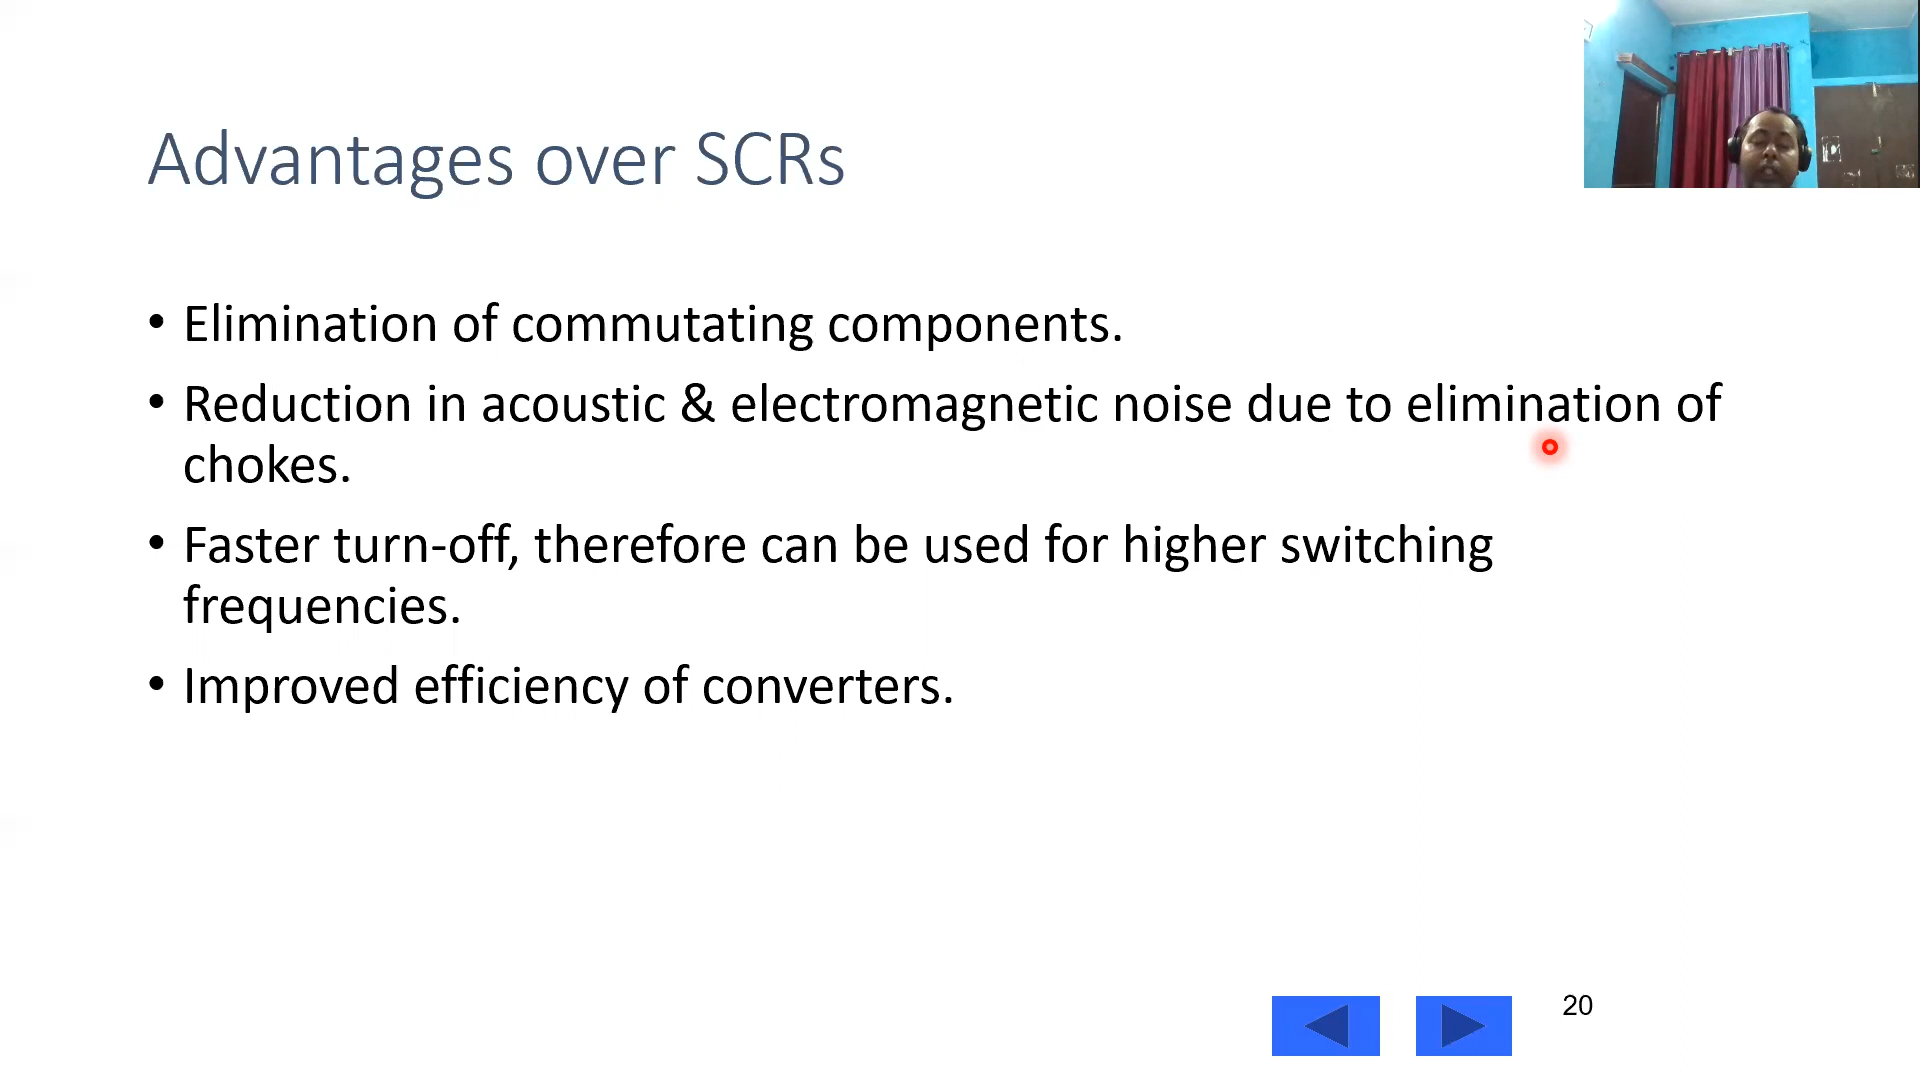 Advantages over SCRs
• Elimination of commutating components.
• Reduction in acoustic & electromagnetic noise due to elimination of
chokes.
• Faster turn-off, therefore can be used for higher switching
frequencies.
• Improved efficiency of converters.
20